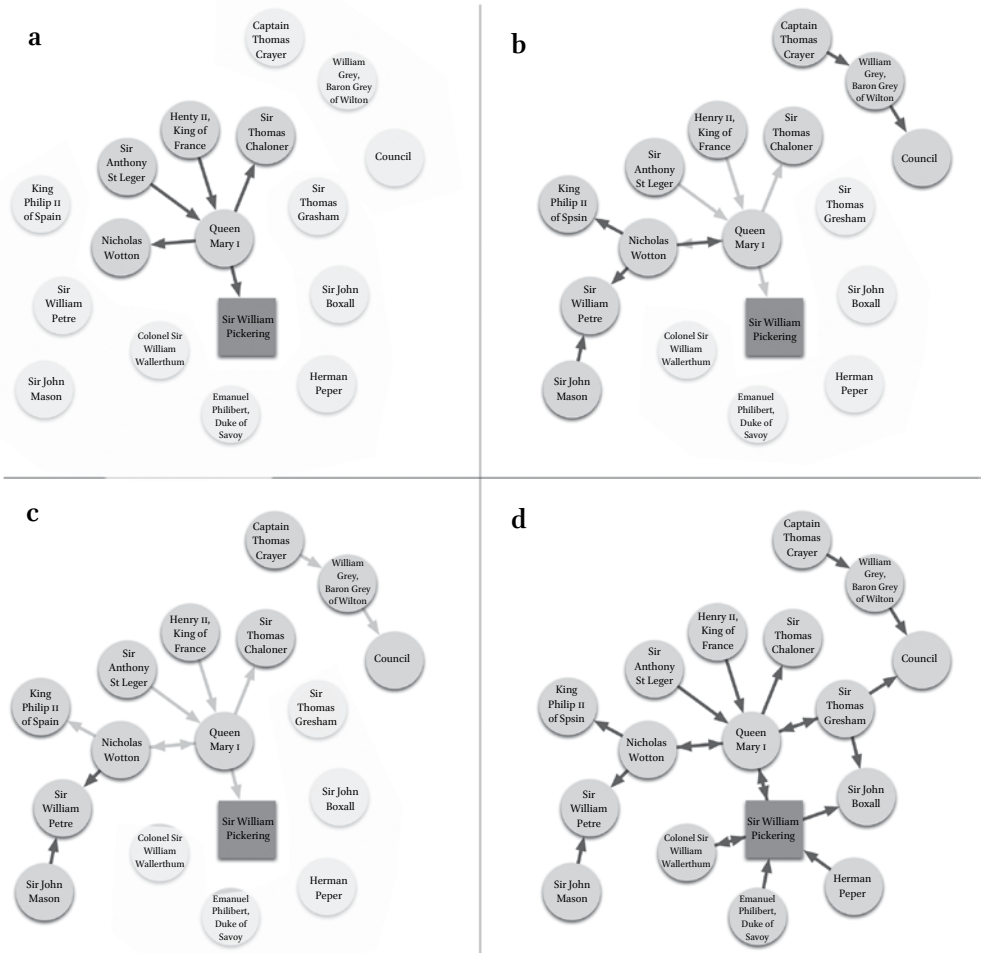 a
Captain
Thomas
Crayer
William
Grey,
Baron Grey
of Wilton
Henty II,
King of
France
Sir
Thomas
Chaloner
Council
Sir
Anthony
St Leger
King
Philip II
of Spain
Sir
Thomas
Grasham
Nicholas
Wotton
Queen
Mary I
Sir
William
Petre
Sir John
Boxall
Sir William
Pickering
Colonel Sir
William
Wallerthum
Sir John
Mason
Herman
Peper
Emanuel
Philibert,
Duke of
Savoy
b
Captain
Thomas
Crayer
William
Grey,
Baron Grey
of Wilton
Henry II,
King of
France
Sir
Thomas
Chaloner
Council
Sir
Anthony
St Leger
King
Philip II
of Spsin
Sir
Thomas
Gresham
Nicholas
Wotton
Queen
Mary I
Sir
William
Petre
Sir John
Boxall
Sir William
Pickering
Colonel Sir
William
Wallerthum
Sir John
Mason
Herman
Peper
Emanuel
Philibert,
Duke of
Savoy
c
Captain
Thomas
Crayer
William
Grey,
Baron Grey
of Wilton
Henry II,
King of
France
Sir
Thomas
Chaloner
Council
Sir
Anthony
St Leger
King
Philip II
of Spain
Sir
Thomas
Gresham
Nicholas
Wotton
Queen
Mary I
Sir
William
Petre
Sir John
Boxall
Sir William
Pickering
Colonel Sir
William
Wallerthum
Sir John
Mason
Herman
Peper
Emanuel
Philibert,
Duke of
Savoy
d
Captain
Thomas
Crayer
William
Grey,
Baron Grey
of Wilton
Henry II,
King of
France
Sir
Thomas
Chaloner
Council
Sir
Anthony
St Leger
King
Philip II
of Spsin
Sir
Thomas
Gresham
Nicholas
Wotton
Queen
Mary I
Sir
William
Petre
Sir John
Boxall
Sir William
Pickering
Colonel Sir
William
Wallerthum
Sir John
Mason
Herman
Peper
Emanuel
Philibert,
Duke of
Savoy